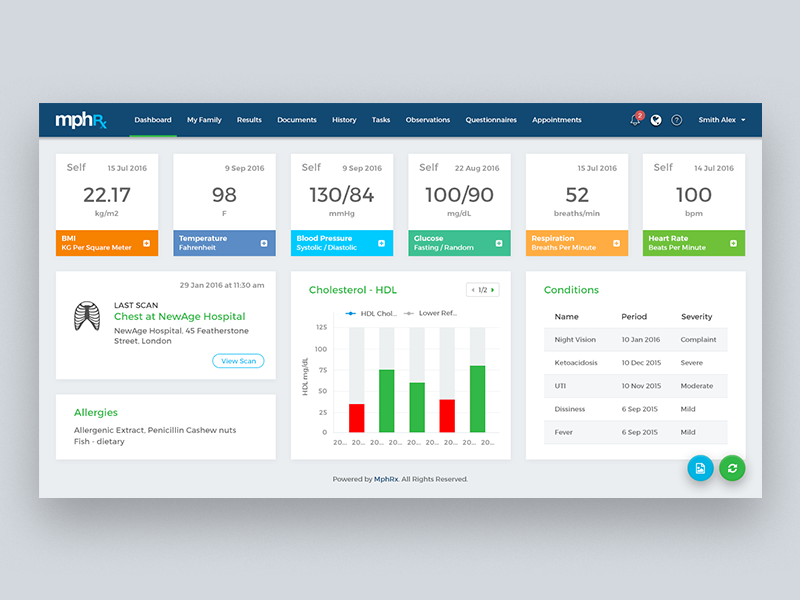 mphRx
Dashboard My Family Results Documents History Tasks Observations Questionnaires Appointments
2
?
Smith Alex
Self 15 Jul 2016
22.17
kg/m2
BMI
KG Per Square Meter
9 Sep 2016
98
F
Temperature
Fahrenheit
Self 9 Sep 2016
130/84
mmHg
Blood Pressure
Systolic / Diastolic
Self 22 Aug 2016
100/90
mg/dL
Glucose
Fasting / Random
15 Jul 2016
52
breaths/min
Respiration
Breaths Per Minute
Self 14 Jul 2016
100
bpm
Heart Rate
Beats Per Minute
29 Jan 2016 at 11:30 am
LAST SCAN
Chest at NewAge Hospital
NewAge Hospital. 45 Featherstone
Street. London
View Scan
Allergies
Allergenic Extract, Penicillin Cashew nuts
Fish - dietary
Cholesterol - HDL
1/2
HDL Chol... Lower Ref...
HDL mg/dL
125
100
75
50
25
0
20... 20... 20... 20... 20... 20... 20... 20... 20...
Conditions
Name Period Severity
Night Vision 10 Jan 2016 Complaint
Ketoacidosis 10 Dec 2015 Severe
UTI 10 Nov 2015 Moderate
Dissiness 6 Sep 2015 Mild
Fever 6 Sep 2015 Mild
Powered by MphRx. All Rights Reserved.